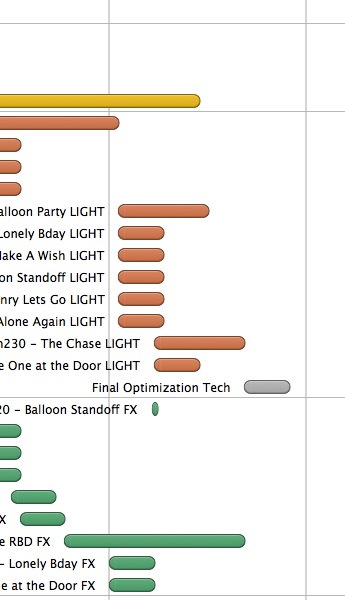 alloon Party LIGHT
Lonely Bday LIGHT
Make A Wish LIGHT
on Standoff LIGHT
nry Lets Go LIGHT
Alone Again LIGHT
230 – The Chase LIGHT
e One at the Door LIGHT
Final Optimization Tech
20 – Balloon Standoff FX
X
e RBD FX
– Lonely Bday FX
e at the Door FX